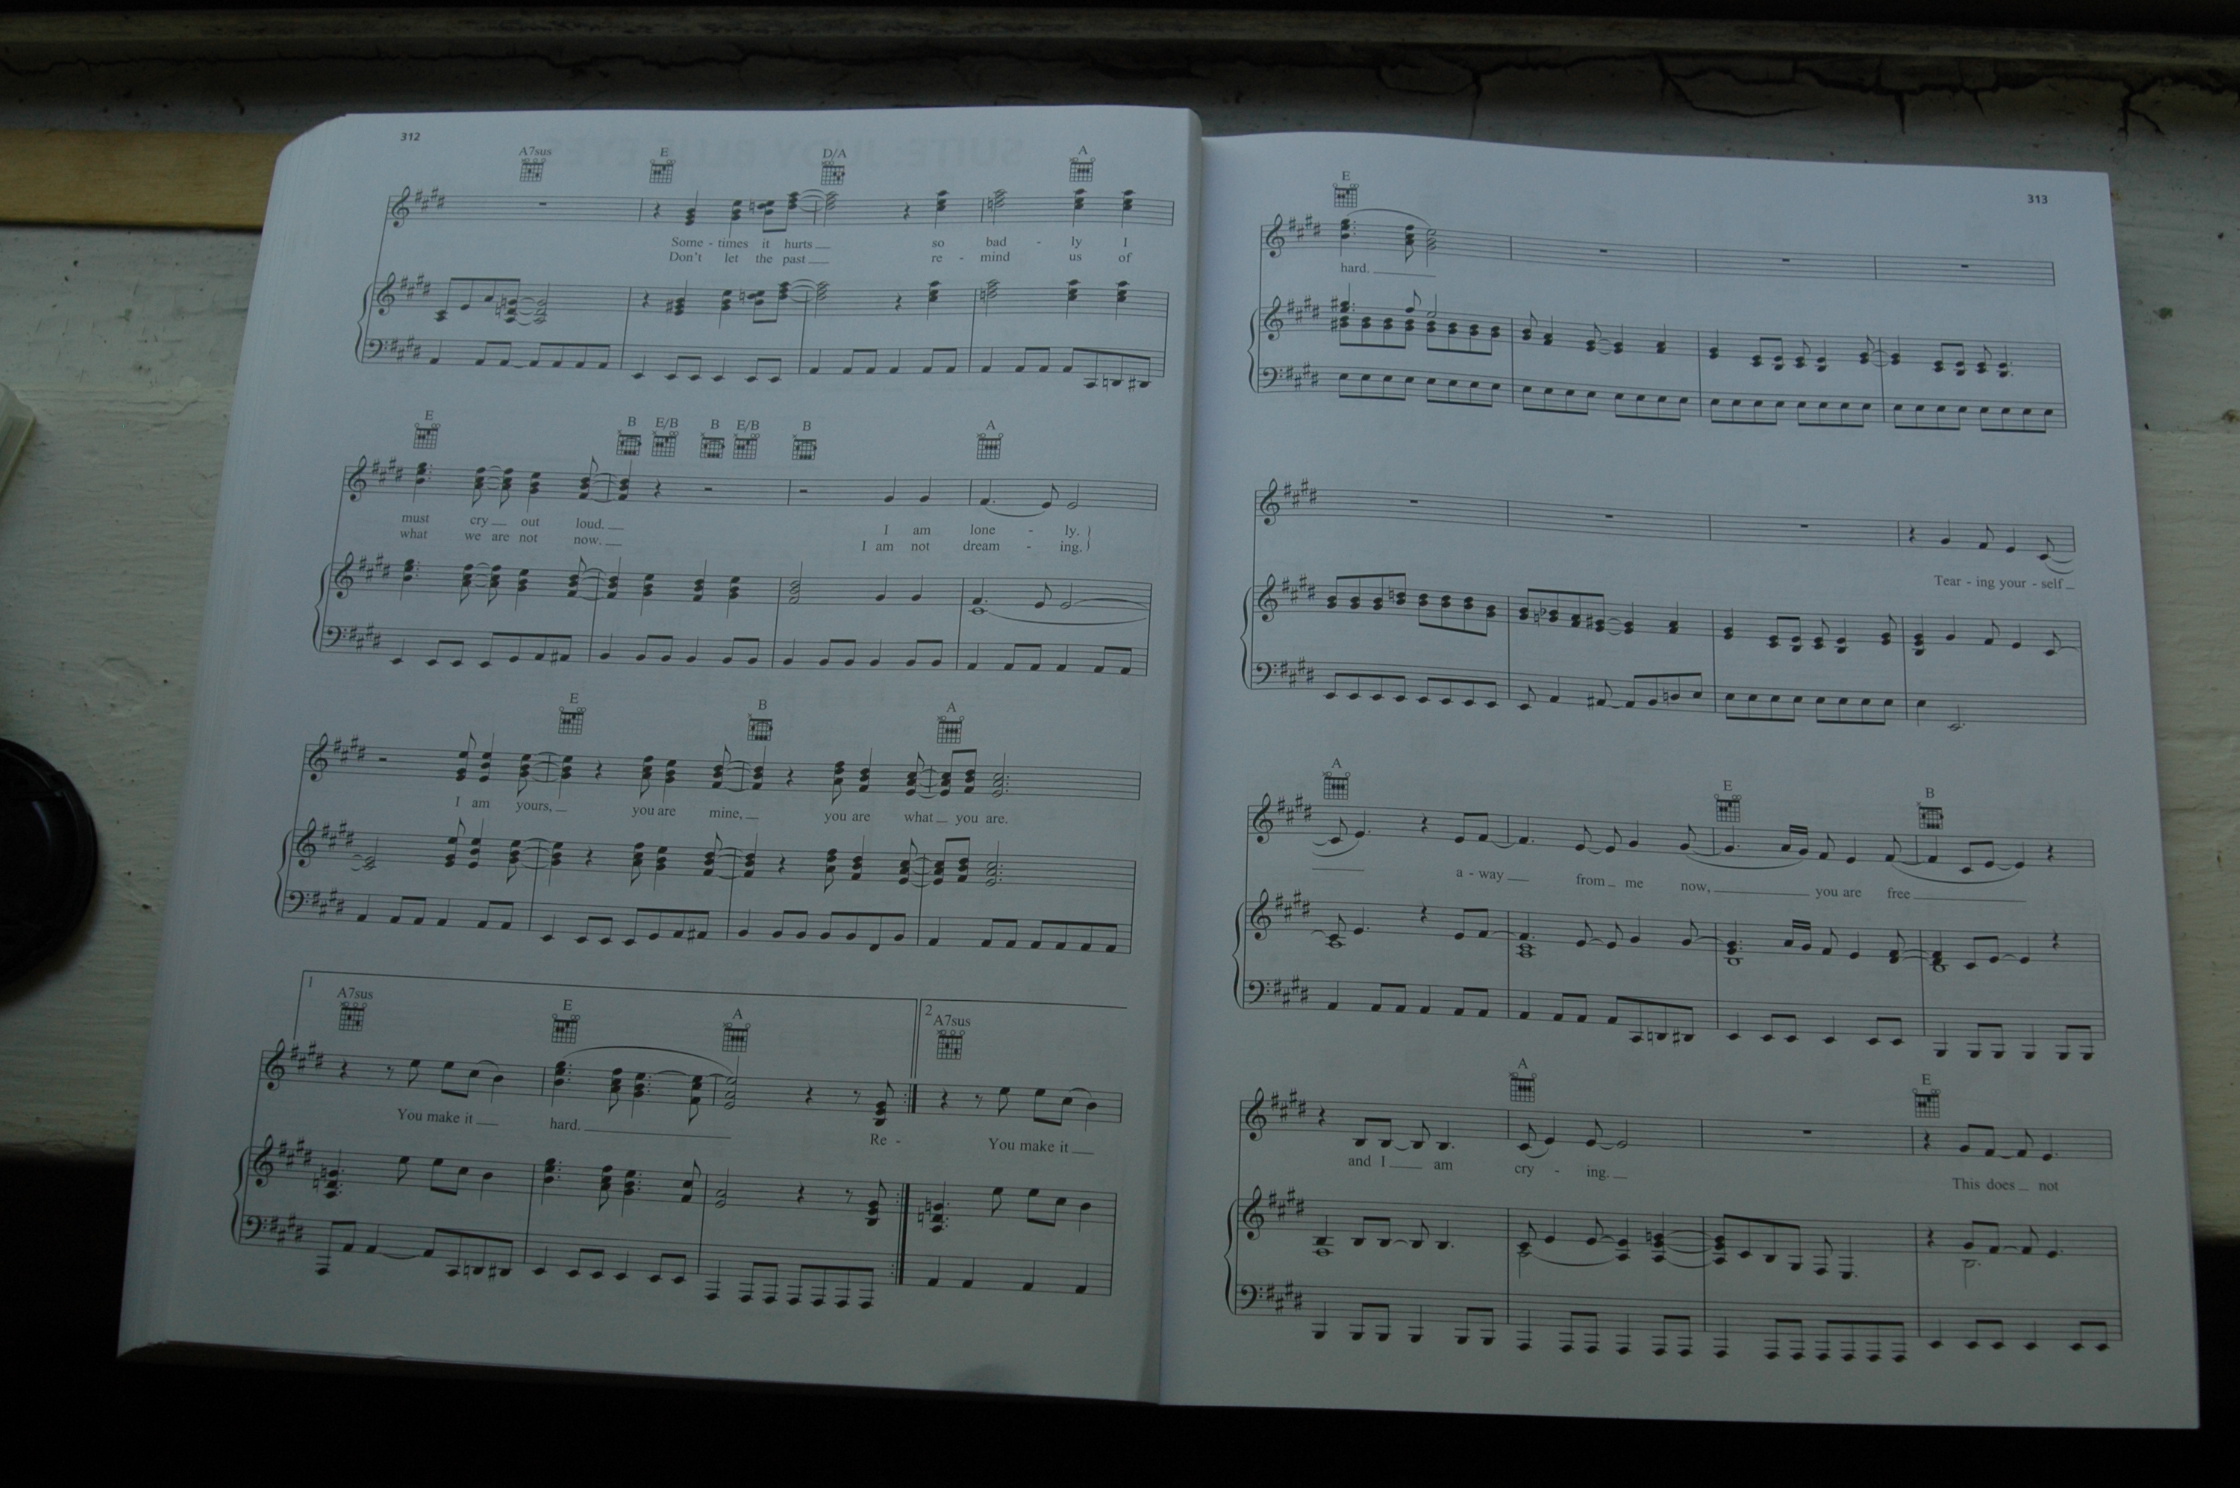 312
A7sus E D/A A
Some - times it hurts so bad - ly I
Don't let the past re - mind us of
E B E/B B E/B B A
must cry out loud. I am lone - ly.
what we are not now. I am not dream - ing.
E B A
I am yours, you are mine, you are what you are.
1 2
A7sus E A A7sus
You make it hard. Re - You make it
313
E
hard.
Tear - ing your - self
A E B
a - way from me now, you are free
A E
and I am cry - ing. This does not